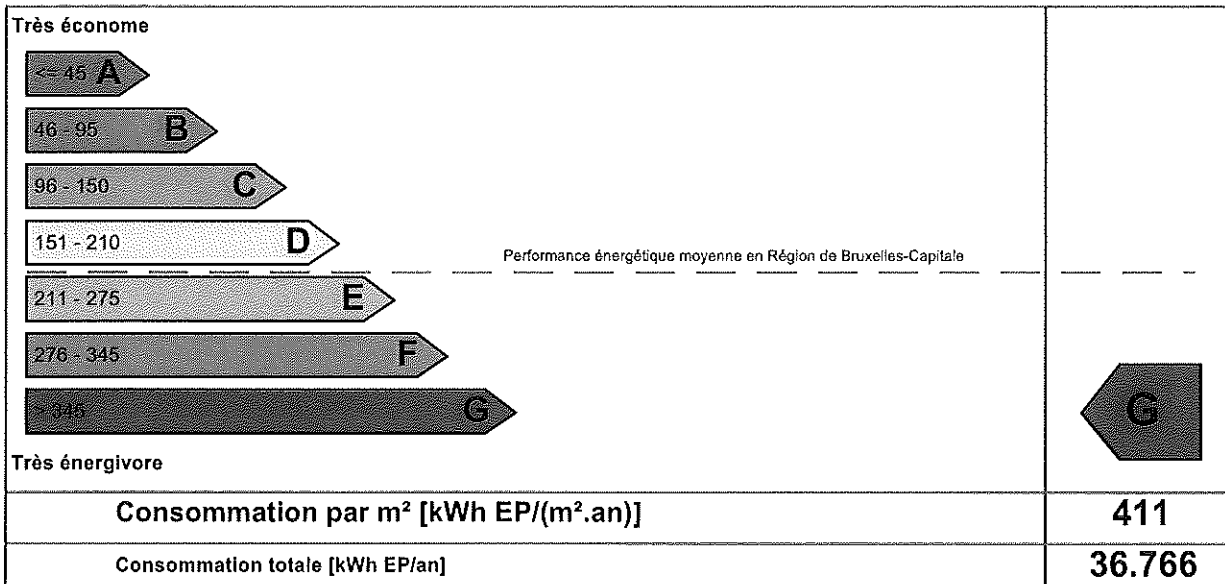 Très économe
<= 45 A
46 - 95 B
96 - 150 C
151 - 210 D
Performance énergétique moyenne en Région de Bruxelles-Capitale
211 - 275 E
276 - 345 F
> 345 G
G
Très énergivore
Consommation par m² [kWh EP/(m².an)] 411
Consommation totale [kWh EP/an] 36.766